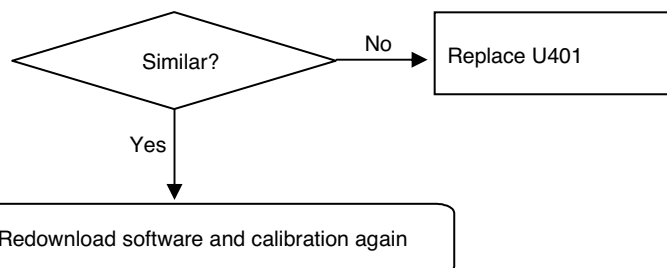 Similar?
No
Replace U401
Yes
Redownload software and calibration again